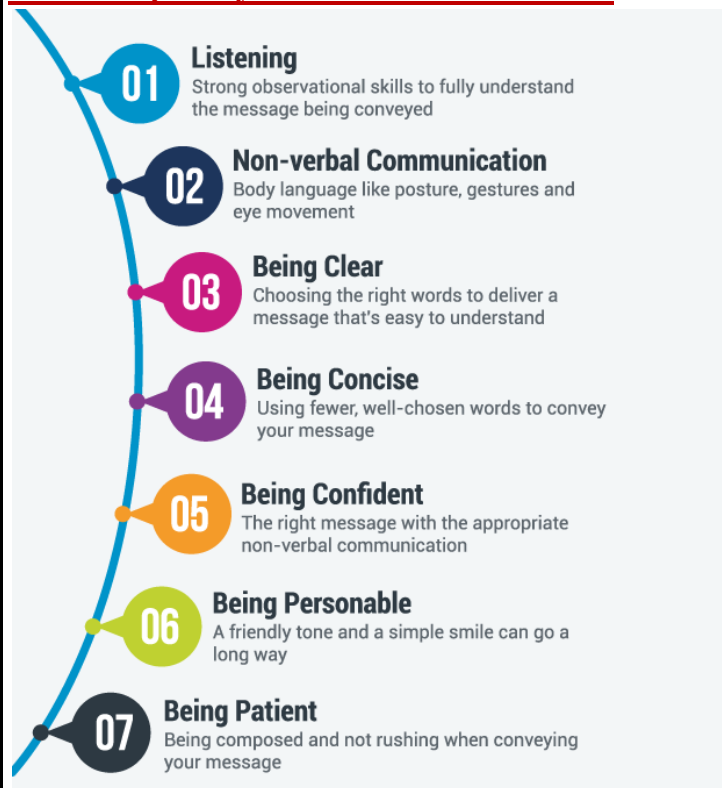 01
Listening
Strong observational skills to fully understand
the message being conveyed
02
Non-verbal Communication
Body language like posture, gestures and
eye movement
03
Being Clear
Choosing the right words to deliver a
message that's easy to understand
04
Being Concise
Using fewer, well-chosen words to convey
your message
05
Being Confident
The right message with the appropriate
non-verbal communication
06
Being Personable
A friendly tone and a simple smile can go a
long way
07
Being Patient
Being composed and not rushing when conveying
your message